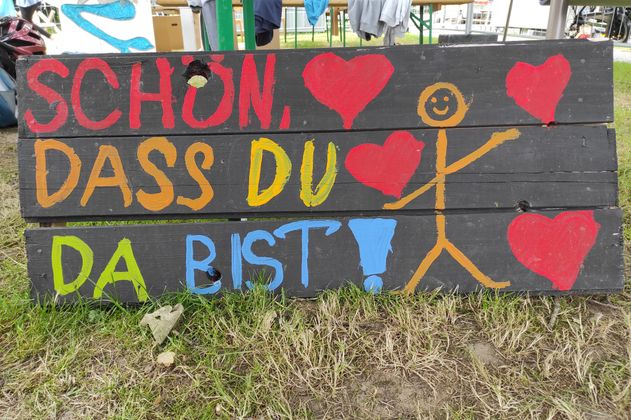 SCHÖN,
DASS DU
DA BIST!